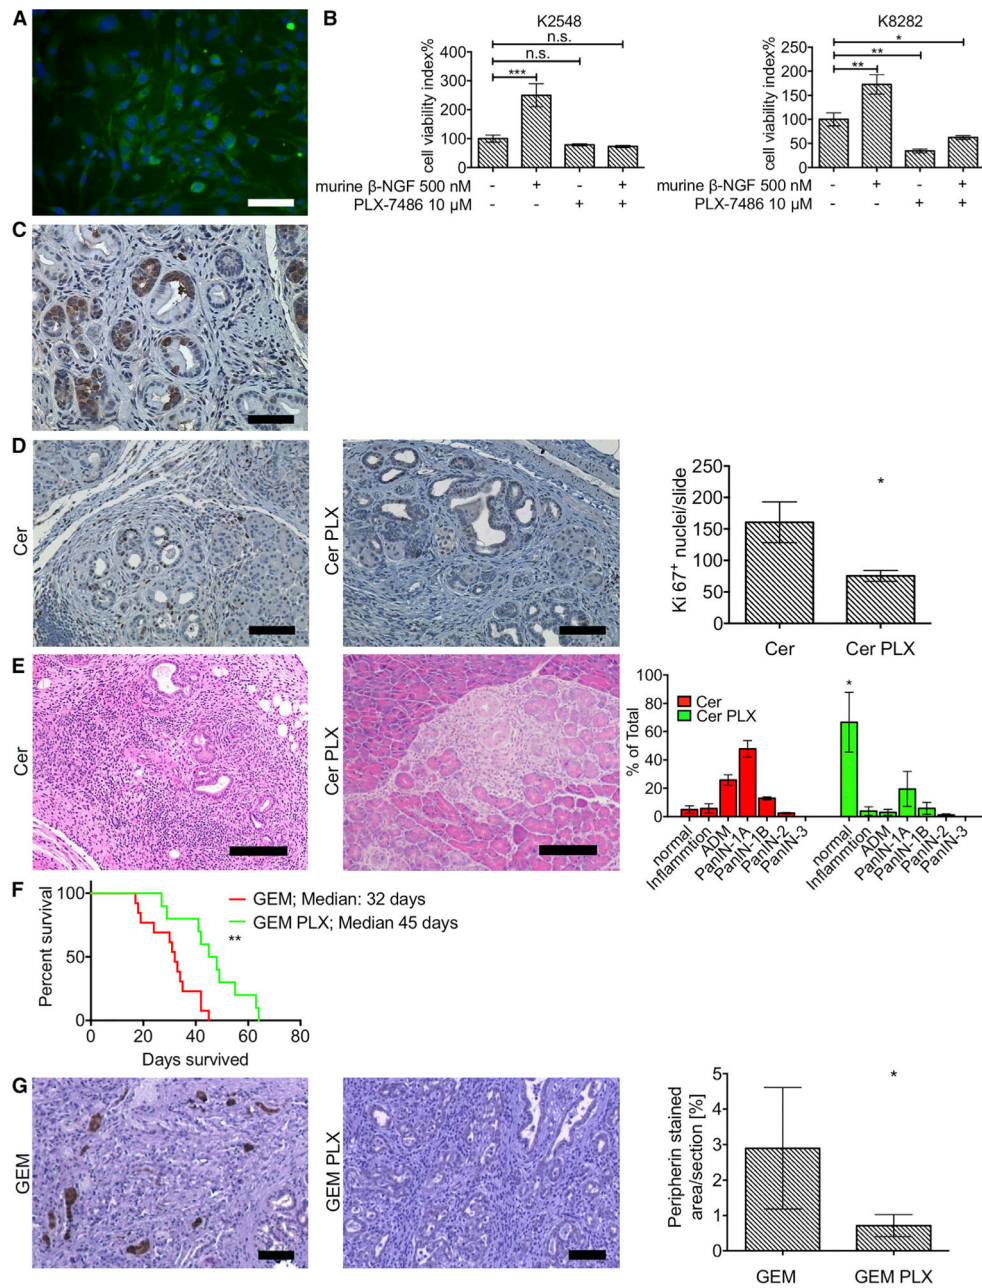 A
B
K2548
n.s.
n.s.
***
cell viability index%
400
300
200
100
0
murine β-NGF 500 nM - + - +
PLX-7486 10 µM - - + +
K8282
*
**
**
cell viability index%
250
200
150
100
50
0
murine β-NGF 500 nM - + - +
PLX-7486 10 µM - - + +
C
D
Cer
Cer PLX
Ki 67+ nuclei/slide
250
200
150
100
50
0
*
Cer Cer PLX
E
Cer
Cer PLX
% of Total
100
80
60
40
20
0
*
Cer
Cer PLX
normal
Inflammtion
ADM
PanIN-1A
PanIN-1B
PanIN-2
PanIN-3
normal
Inflammtion
ADM
PanIN-1A
PanIN-1B
PanIN-2
PanIN-3
F
Percent survival
100
50
0
0 20 40 60 80
Days survived
GEM; Median: 32 days
GEM PLX; Median 45 days
**
G
GEM
GEM PLX
Peripherin stained
area/section [%]
5
4
3
2
1
0
*
GEM GEM PLX